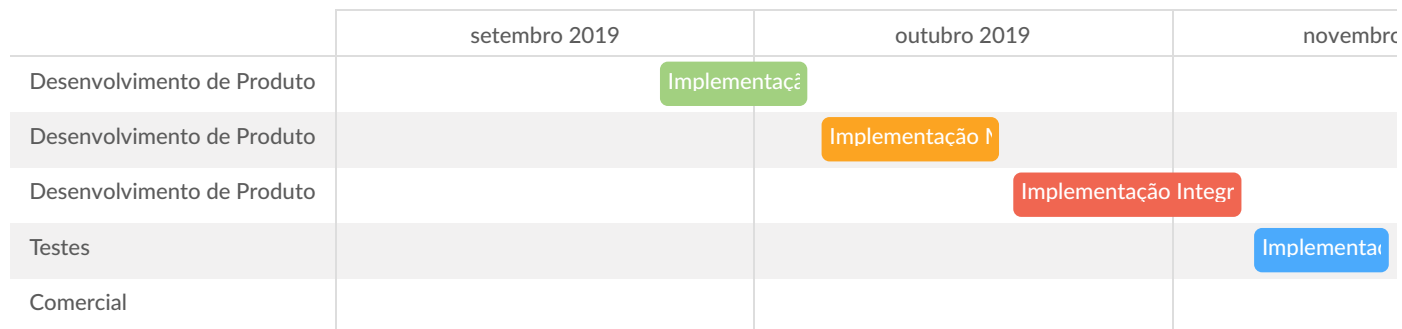 setembro 2019 outubro 2019 novembro
Desenvolvimento de Produto Implementaçã
Desenvolvimento de Produto Implementação
Desenvolvimento de Produto Implementação Integr
Testes Implementaç
Comercial